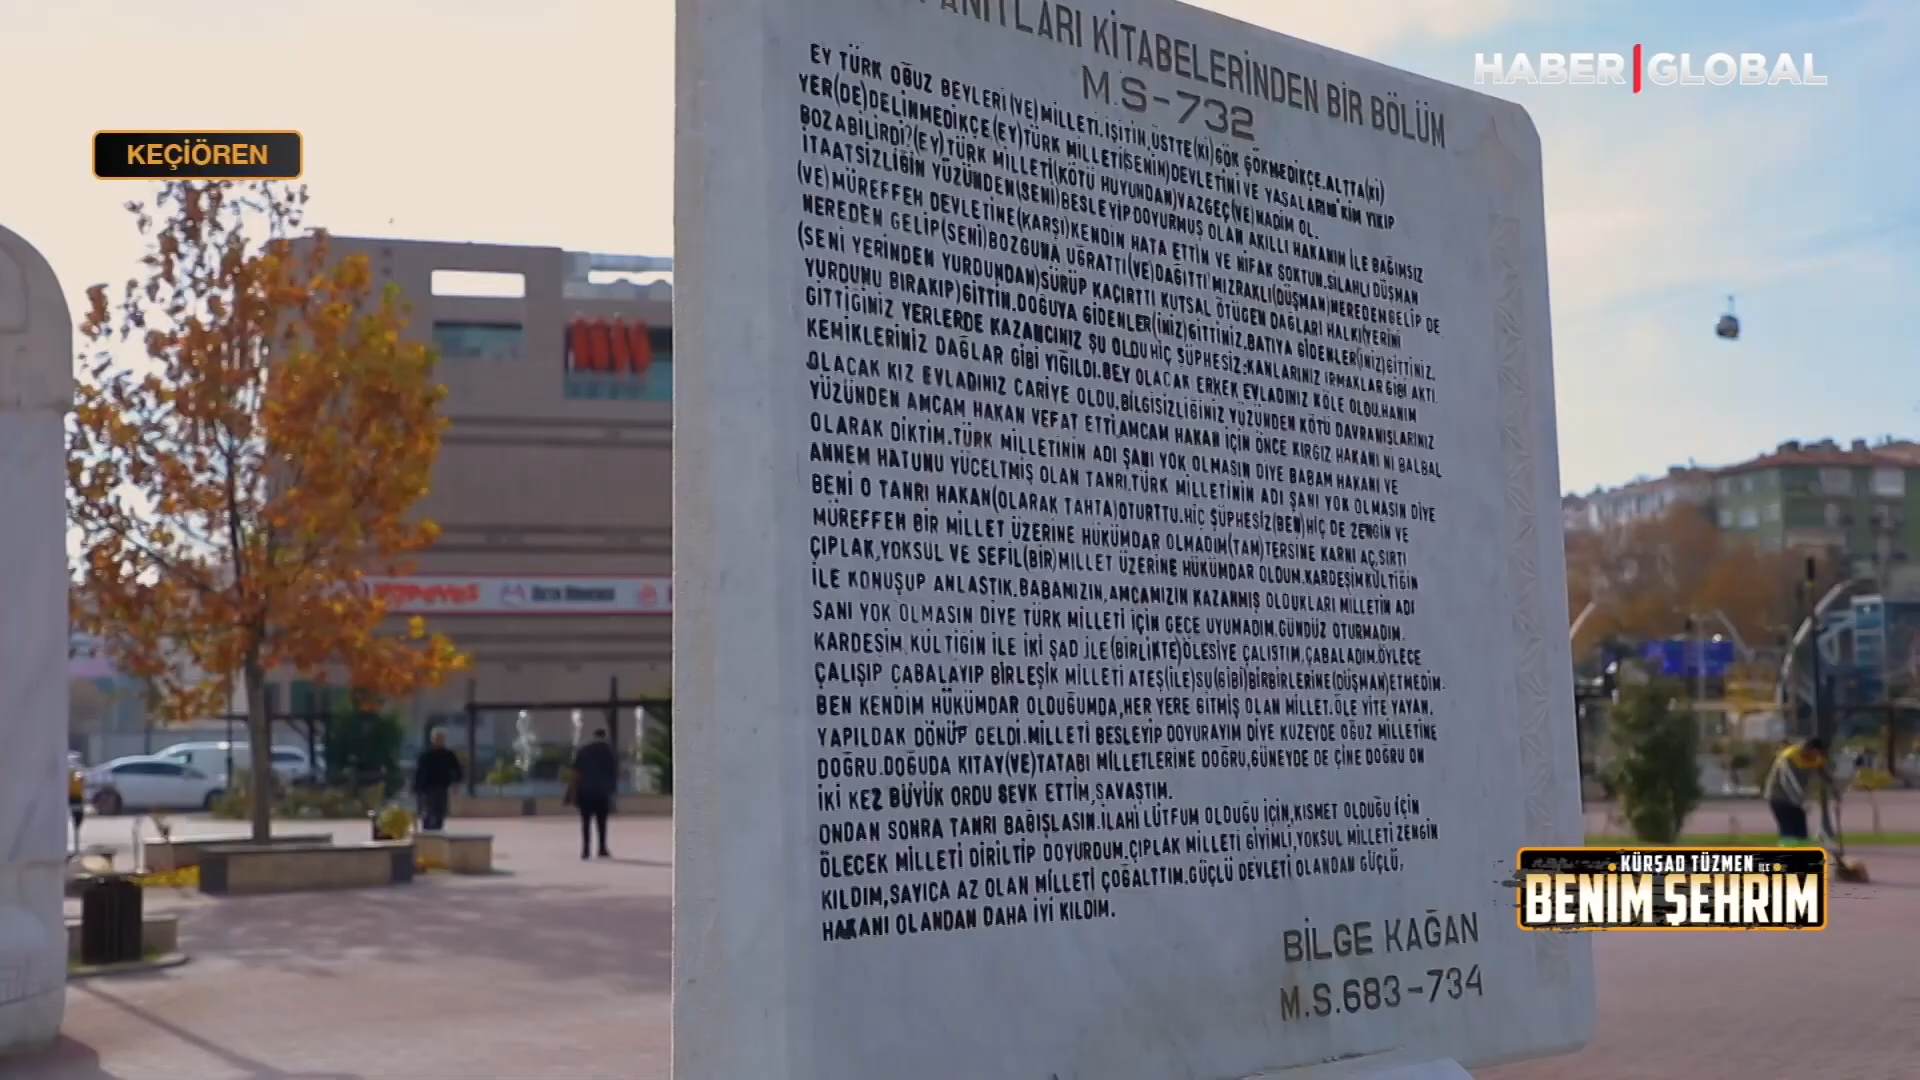 HABER GLOBAL
KEÇİÖREN
ANITLARI KİTABELERİNDEN BİR BÖLÜM
M.S-732
EY TÜRK OĞUZ BEYLERİ(VE)MİLLETİ.İŞİTİN,ÜSTTE(Kİ)GÖK ÇÖKMEDİKÇE.ALTTA(Kİ)
YER(DE)DELİNMEDİKÇE(EY)TÜRK MİLLETİ(SENİN)DEVLETİNİ VE YASALARINI KİM YIKIP
BOZABİLİRDİ?(EY)TÜRK MİLLETİ(KÖTÜ HUYUNDAN)VAZGEÇ(VE)NADİM OL.
İTAATSİZLİĞİN YÜZÜNDEN(SENİ)BESLEYİP DOYURMUŞ OLAN AKILLI HAKANIN İLE BAĞIMSIZ
(VE)MÜREFFEH DEVLETİNE(KARŞI)KENDİN HATA ETTİN VE NİFAK SOKTUN.SİLAHLI DÜŞMAN
NEREDEN GELİP(SENİ)BOZGUNA UĞRATTI(VE)DAĞITTI MIZRAKLI(DÜŞMAN)NEREDEN GELİP DE
(SENİ YERİNDEN YURDUNDAN)SÜRÜP KAÇIRTTI KUTSAL ÖTÜGEN DAĞLARI HALKI(YERİNİ
YURDUNU BIRAKIP)GİTTİN.DOĞUYA GİDENLER(İNİZ)GİTTİNİZ.BATIYA GİDENLER(İNİZ)GİTTİNİZ.
GİTTİĞİNİZ YERLERDE KAZANCINIZ ŞU OLDU HİÇ ŞÜPHESİZ:KANLARINIZ IRMAKLAR GİBİ AKTI.
KEMİKLERİNİZ DAĞLAR GİBİ YIĞILDI.BEY OLACAK ERKEK EVLADINIZ KÖLE OLDU.HANIM
OLACAK KIZ EVLADINIZ CARİYE OLDU.BİLGİSİZLİĞİNİZ YÜZÜNDEN KÖTÜ DAVRANIŞLARINIZ
YÜZÜNDEN AMCAM HAKAN VEFAT ETTİ.AMCAM HAKAN İÇİN ÖNCE KIRGIZ HAKANI NI BALBAL
OLARAK DİKTİM.TÜRK MİLLETİNİN ADI ŞANI YOK OLMASIN DİYE BABAM HAKANI VE
ANNEM HATUNU YÜCELTMİŞ OLAN TANRI.TÜRK MİLLETİNİN ADI ŞANI YOK OLMASIN DİYE
BENİ O TANRI HAKAN(OLARAK TAHTA)OTURTTU.HİÇ ŞÜPHESİZ(BEN)HİÇ DE ZENGİN VE
MÜREFFEH BİR MİLLET ÜZERİNE HÜKÜMDAR OLMADIM(TAM)TERSİNE KARNI AÇ,SIRTI
ÇIPLAK,YOKSUL VE SEFİL(BİR)MİLLET ÜZERİNE HÜKÜMDAR OLDUM.KARDEŞİM KÜLTİGİN
İLE KONUŞUP ANLAŞTIK.BABAMIZIN,AMCAMIZIN KAZANMIŞ OLDUKLARI MİLLETİN ADI
SANI YOK OLMASIN DİYE TÜRK MİLLETİ İÇİN GECE UYUMADIM.GÜNDÜZ OTURMADIM.
KARDEŞİM KÜLTİGİN İLE İKİ ŞAD İLE(BİRLİKTE)ÖLESİYE ÇALIŞTIM,ÇABALADIM.ÖYLECE
ÇALIŞIP ÇABALAYIP BİRLEŞİK MİLLETİ ATEŞ(İLE)SU(GİBİ)BİRBİRLERİNE(DÜŞMAN)ETMEDİM.
BEN KENDİM HÜKÜMDAR OLDUĞUMDA,HER YERE GİTMİŞ OLAN MİLLET.ÖLE YİTE YAYAN.
YAPILDAK DÖNÜP GELDİ.MİLLETİ BESLEYİP DOYURAYIM DİYE KUZEYDE OĞUZ MİLLETİNE
DOĞRU.DOĞUDA KITAY(VE)TATABI MİLLETLERİNE DOĞRU,GÜNEYDE DE ÇİNE DOĞRU ON
İKİ KEZ BÜYÜK ORDU SEVK ETTİM,SAVAŞTIM.
ONDAN SONRA TANRI BAĞIŞLASIN.İLAHİ LÜTFUM OLDUĞU İÇİN,KISMET OLDUĞU İÇİN
ÖLECEK MİLLETİ DİRİLTİP DOYURDUM.ÇIPLAK MİLLETİ GİYİMLİ,YOKSUL MİLLETİ ZENGİN
KILDIM,SAYICA AZ OLAN MİLLETİ ÇOĞALTTIM.GÜÇLÜ DEVLETİ OLANDAN GÜÇLÜ,
HAKANI OLANDAN DAHA İYİ KILDIM.
BİLGE KAĞAN
M.S.683-734
KÜRŞAD TÜZMEN İLE
BENİM ŞEHRİM